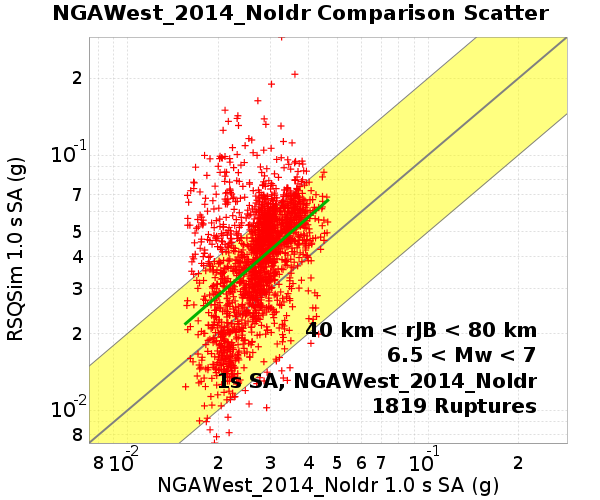 NGAWest_2014_NoIdr Comparison Scatter
2
10-1
7
5
4
3
2
10-2
8
RSQSim 1.0 s SA (g)
40 km < rJB < 80 km
6.5 < Mw < 7
1s SA, NGAWest_2014_NoIdr
1819 Ruptures
8 10-2 2 3 4 5 6 7 10-1 2
NGAWest_2014_NoIdr 1.0 s SA (g)